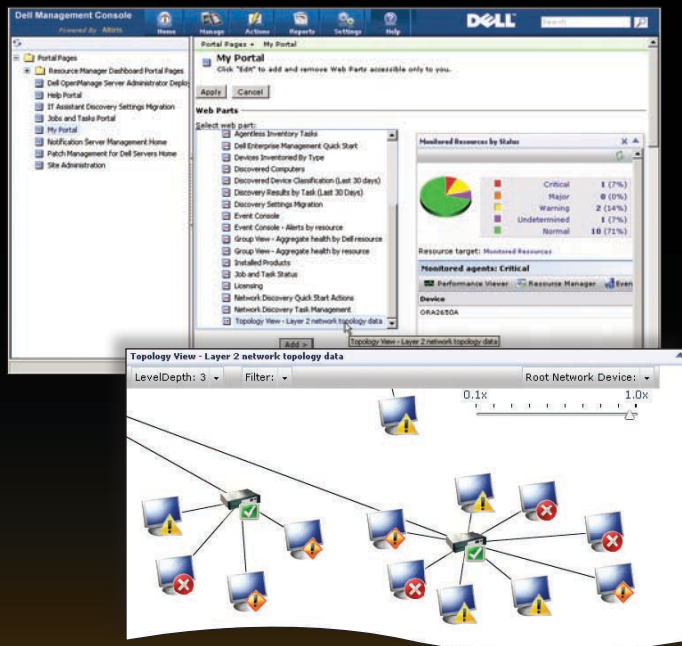 Dell Management Console
Powered By Altiris
Home
Manage
Actions
Reports
Settings
Help
DELL
Search
Portal Pages
Resource Manager Dashboard Portal Pages
Dell OpenManage Server Administrator Deploy
Help Portal
IT Assistant Discovery Settings Migration
Jobs and Tasks Portal
My Portal
Notification Server Management Home
Patch Management for Dell Servers Home
Site Administration
Portal Pages ▸ My Portal
My Portal
Click "Edit" to add and remove Web Parts accessible only to you.
Apply Cancel
Web Parts
Select web part:
Agentless Inventory Tasks
Dell Enterprise Management Quick Start
Devices Inventoried By Type
Discovered Computers
Discovered Device Classification (Last 30 days)
Discovery Results by Task (Last 30 Days)
Discovery Settings Migration
Event Console
Event Console - Alerts by resource
Group View - Aggregate health by Dell resource
Group View - Aggregate health by resource
Installed Products
Job and Task Status
Licensing
Network Discovery Quick Start Actions
Network Discovery Task Management
Topology View - Layer 2 network topology data
Add >
Topology View - Layer 2 network topology data
Monitored Resources by Status
Critical 1 (7%)
Major 0 (0%)
Warning 2 (14%)
Undetermined 1 (7%)
Normal 10 (71%)
Resource target: Monitored Resources
Monitored agents: Critical
Performance Viewer Resource Manager Even
Device
ORA2650A
Topology View - Layer 2 network topology data
LevelDepth: 3 Filter: Root Network Device:
0.1x 1.0x